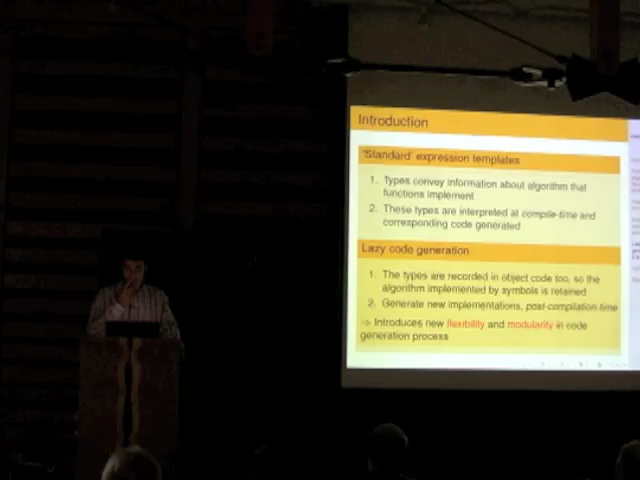 Introduction
'Standard' expression templates
1. Types convey information about algorithm that
functions implement
2. These types are interpreted at compile-time and
corresponding code generated
Lazy code generation
1. The types are recorded in object code too, so the
algorithm implemented by symbols is retained
2. Generate new implementations, post-compilation-time
⇒ Introduces new flexibility and modularity in code
generation process